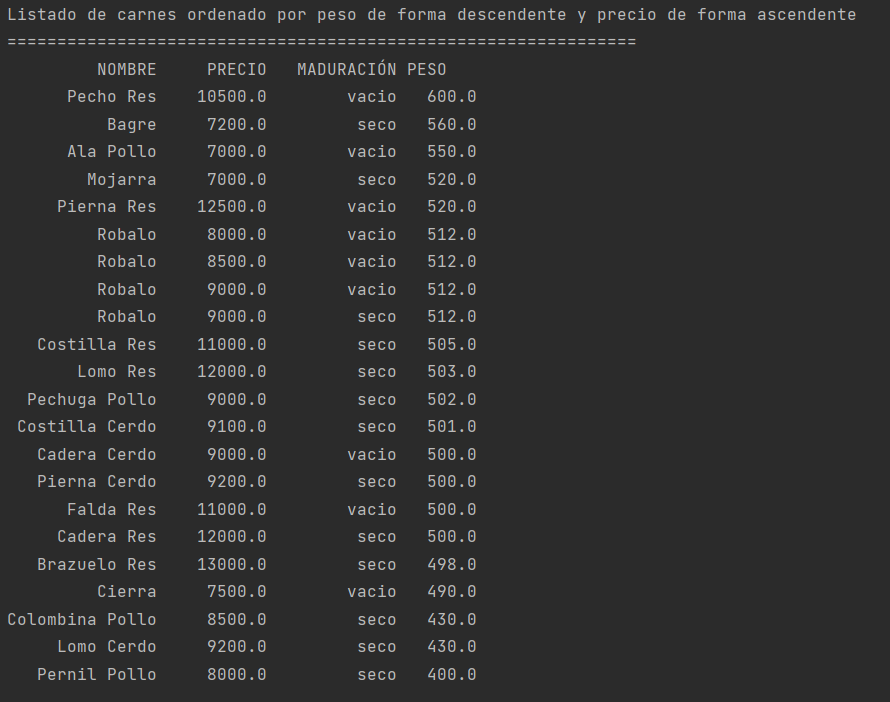 Listado de carnes ordenado por peso de forma descendente y precio de forma ascendente
===============================================================
NOMBRE PRECIO MADURACIÓN PESO
Pecho Res 10500.0 vacio 600.0
Bagre 7200.0 seco 560.0
Ala Pollo 7000.0 vacio 550.0
Mojarra 7000.0 seco 520.0
Pierna Res 12500.0 vacio 520.0
Robalo 8000.0 vacio 512.0
Robalo 8500.0 vacio 512.0
Robalo 9000.0 vacio 512.0
Robalo 9000.0 seco 512.0
Costilla Res 11000.0 seco 505.0
Lomo Res 12000.0 seco 503.0
Pechuga Pollo 9000.0 seco 502.0
Costilla Cerdo 9100.0 seco 501.0
Cadera Cerdo 9000.0 vacio 500.0
Pierna Cerdo 9200.0 seco 500.0
Falda Res 11000.0 vacio 500.0
Cadera Res 12000.0 seco 500.0
Brazuelo Res 13000.0 seco 498.0
Cierra 7500.0 vacio 490.0
Colombina Pollo 8500.0 seco 430.0
Lomo Cerdo 9200.0 seco 430.0
Pernil Pollo 8000.0 seco 400.0